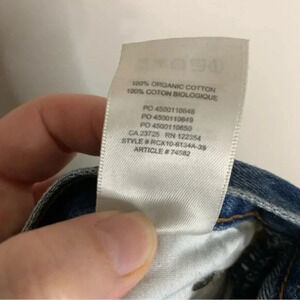 100% ORGANIC COTTON
100% COTON BIOLOGIQUE
PO 4500110648
PO 4500110649
PO 4500110650
CA 23725 RN 122254
STYLE # RCX10-6134A-39
ARTICLE # 74582